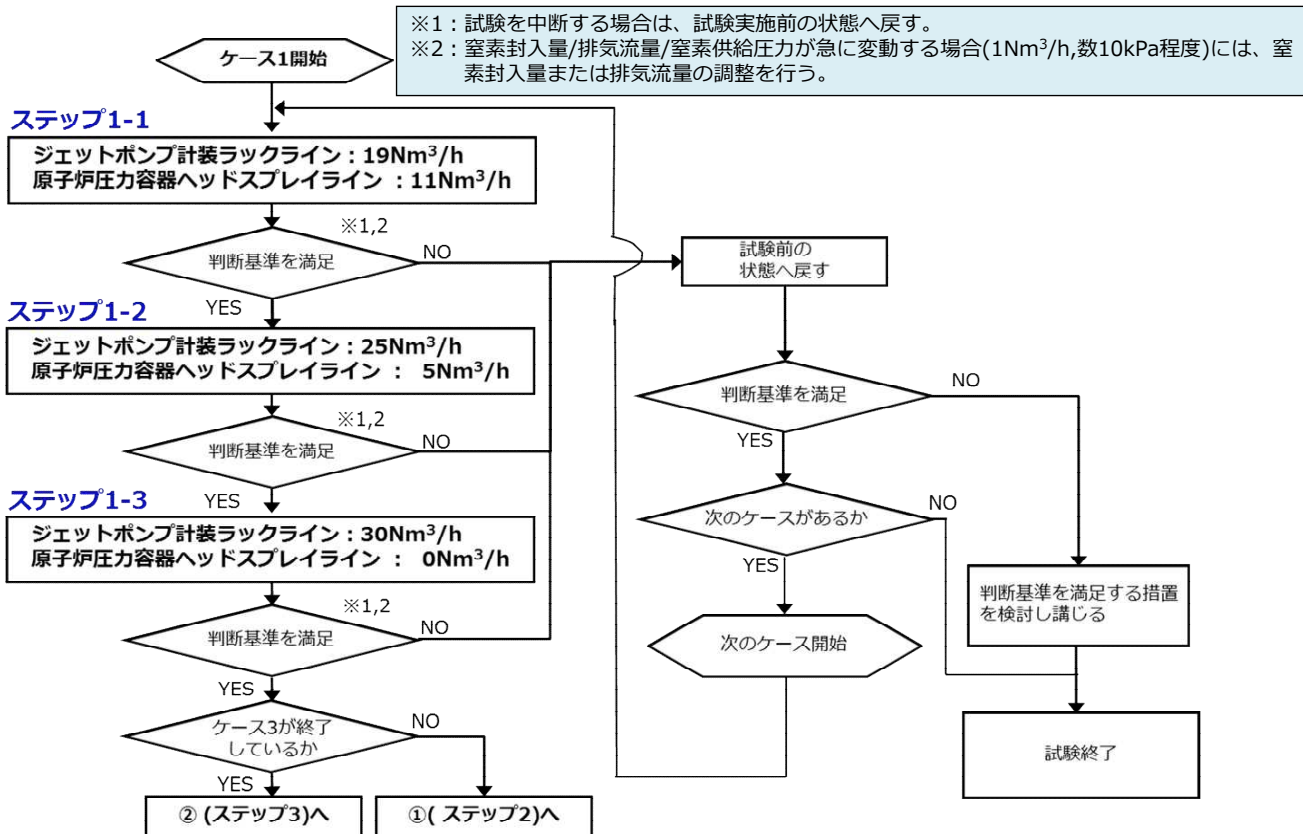 ※1：試験を中断する場合は、試験実施前の状態へ戻す。
※2：窒素封入量/排気流量/窒素供給圧力が急に変動する場合(1Nm³/h,数10kPa程度)には、窒
素封入量または排気流量の調整を行う。
ケース1開始
ステップ1-1
ジェットポンプ計装ラックライン：19Nm³/h
原子炉圧力容器ヘッドスプレイライン ：11Nm³/h
※1,2
判断基準を満足
NO
YES
ステップ1-2
ジェットポンプ計装ラックライン：25Nm³/h
原子炉圧力容器ヘッドスプレイライン ： 5Nm³/h
※1,2
判断基準を満足
NO
YES
ステップ1-3
ジェットポンプ計装ラックライン：30Nm³/h
原子炉圧力容器ヘッドスプレイライン ： 0Nm³/h
※1,2
判断基準を満足
NO
YES
ケース3が終了
しているか
NO
YES
② (ステップ3)へ
①( ステップ2)へ
試験前の
状態へ戻す
判断基準を満足
NO
YES
次のケースがあるか
NO
YES
次のケース開始
判断基準を満足する措置
を検討し講じる
試験終了